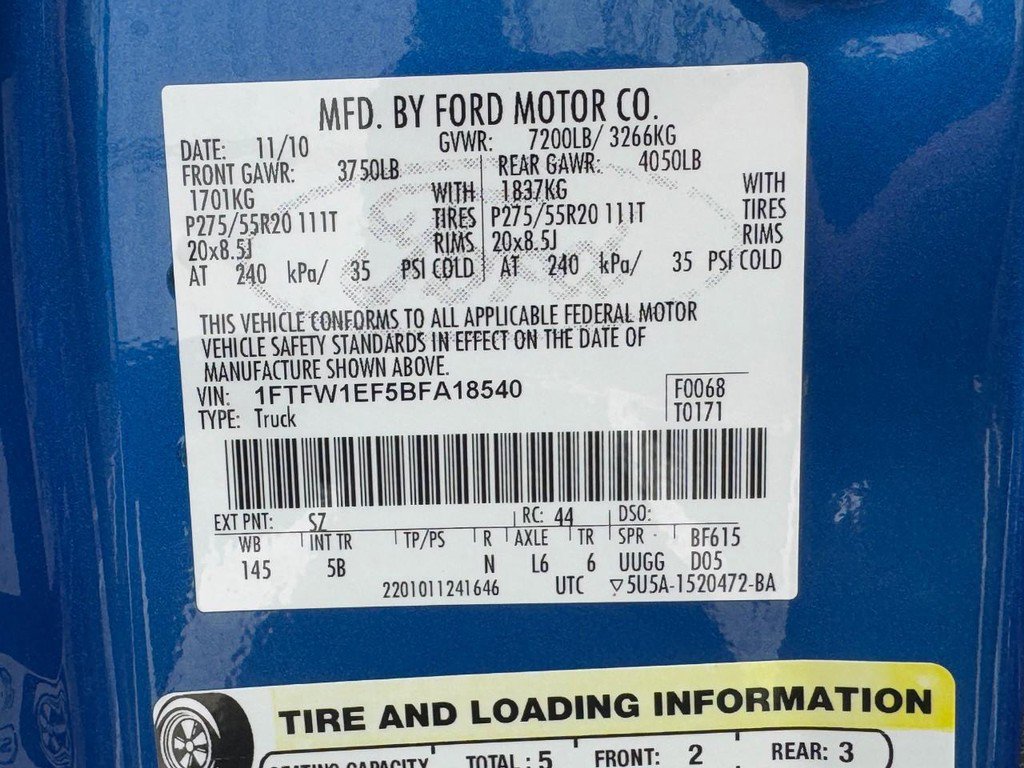 MFD. BY FORD MOTOR CO.
DATE: 11/10 GVWR: 7200LB/ 3266KG
FRONT GAWR: 3750LB REAR GAWR: 4050LB
1701KG WITH 1837KG WITH
P275/55R20 111T TIRES P275/55R20 111T TIRES
20x8.5J RIMS 20x8.5J RIMS
AT 240 kPa/ 35 PSI COLD AT 240 kPa/ 35 PSI COLD
THIS VEHICLE CONFORMS TO ALL APPLICABLE FEDERAL MOTOR
VEHICLE SAFETY STANDARDS IN EFFECT ON THE DATE OF
MANUFACTURE SHOWN ABOVE.
VIN: 1FTFW1EF5BFA18540 F0068
TYPE: Truck T0171
EXT PNT: SZ RC: 44 DSO:
WB INT TR TP/PS R AXLE TR SPR BF615
145 5B N L6 6 UUGG D05
2201011241646 UTC ▽5U5A-1520472-BA
TIRE AND LOADING INFORMATION
SEATING CAPACITY TOTAL : 5 FRONT: 2 REAR: 3